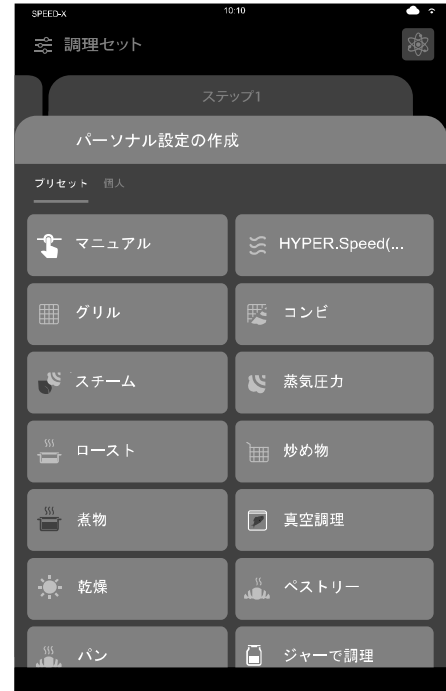 SPEED-X 10:10
調理セット
ステップ1
パーソナル設定の作成
プリセット 個人
マニュアル HYPER.Speed(...
グリル コンビ
スチーム 蒸気圧力
ロースト 炒め物
煮物 真空調理
乾燥 ペストリー
パン ジャーで調理